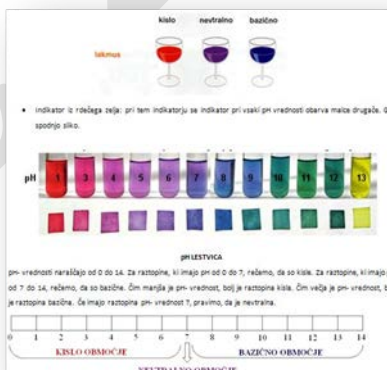 kislo nevtralno bazično
lakmus
• Indikator iz rdečega zelja: pri tem indikatorju se indikator pri vsaki pH vrednosti obarva malce drugače.
spodnjo sliko.
pH 1 3 4 5 6 7 8 9 10 11 12 13
pH LESTVICA
pH- vrednosti naraščajo od 0 do 14. Za raztopine, ki imajo pH od 0 do 7, rečemo, da so kisle. Za raztopine, ki imajo
od 7 do 14, rečemo, da so bazične. Čim manjša je pH- vrednost, bolj je raztopina kisla. Čim večja je pH- vrednost,
je raztopina bazična. Če imajo raztopina pH- vrednost 7, pravimo, da je nevtralna.
0 1 2 3 4 5 6 7 8 9 10 11 12 13 14
KISLO OBMOČJE BAZIČNO OBMOČJE
NEVTRALNO OBMOČJE